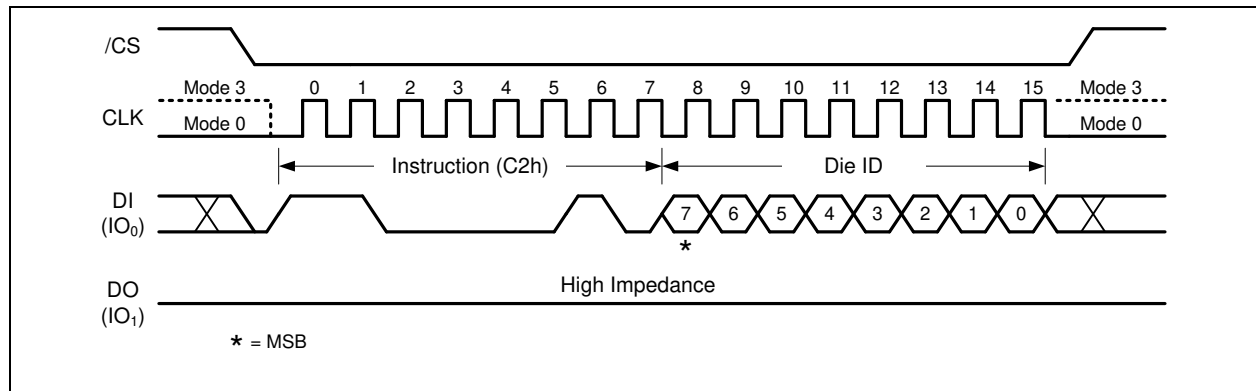 /CS
Mode 3 0 1 2 3 4 5 6 7 8 9 10 11 12 13 14 15 Mode 3
CLK
Mode 0 Mode 0
Instruction (C2h) Die ID
DI
(IO₀) 7 6 5 4 3 2 1 0
*
High Impedance
DO
(IO₁)
* = MSB